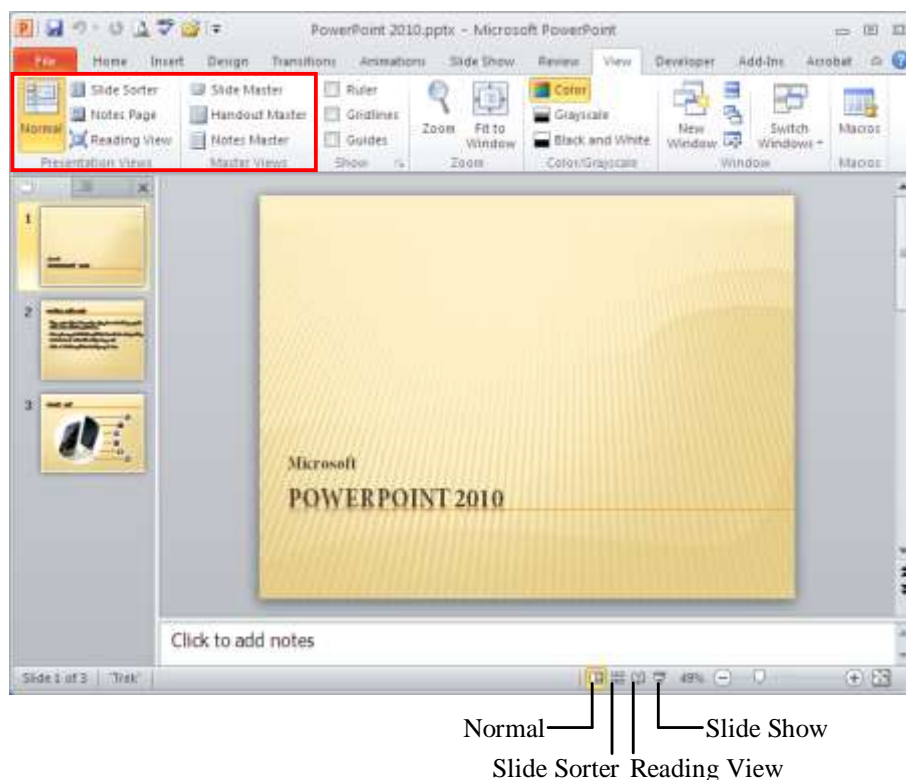 PowerPoint 2010.pptx - Microsoft PowerPoint
File Home Insert Design Transitions Animations Slide Show Review View Developer Add-Ins Acrobat
Normal
Slide Sorter
Notes Page
Reading View
Presentation Views
Slide Master
Handout Master
Notes Master
Master Views
Ruler
Gridlines
Guides
Show
Zoom
Fit to
Window
Zoom
Color
Grayscale
Black and White
Color/Grayscale
New
Window
Switch
Windows
Window
Macros
Macros
1
2
3
Microsoft
POWERPOINT 2010
Click to add notes
Slide 1 of 3 "Trek" 49%
Normal Slide Show
Slide Sorter Reading View